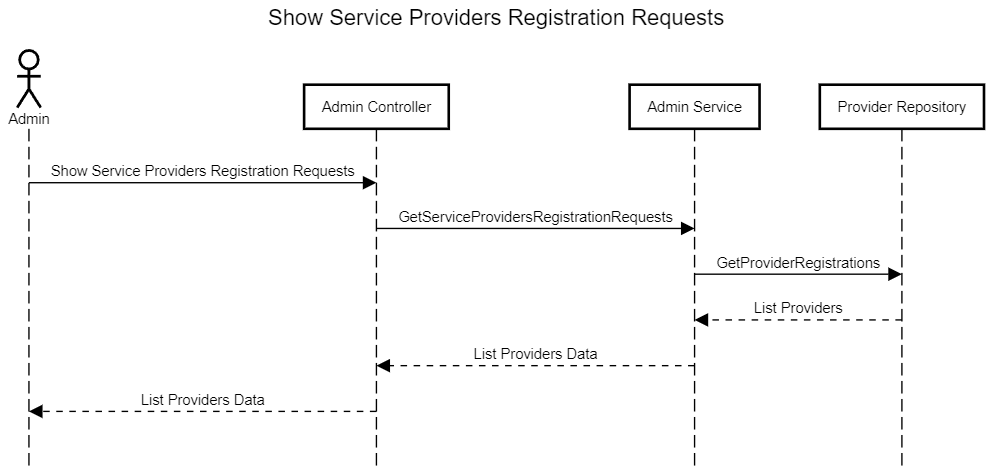 Show Service Providers Registration Requests
Admin
Admin Controller
Admin Service
Provider Repository
Show Service Providers Registration Requests
GetServiceProvidersRegistrationRequests
GetProviderRegistrations
List Providers
List Providers Data
List Providers Data